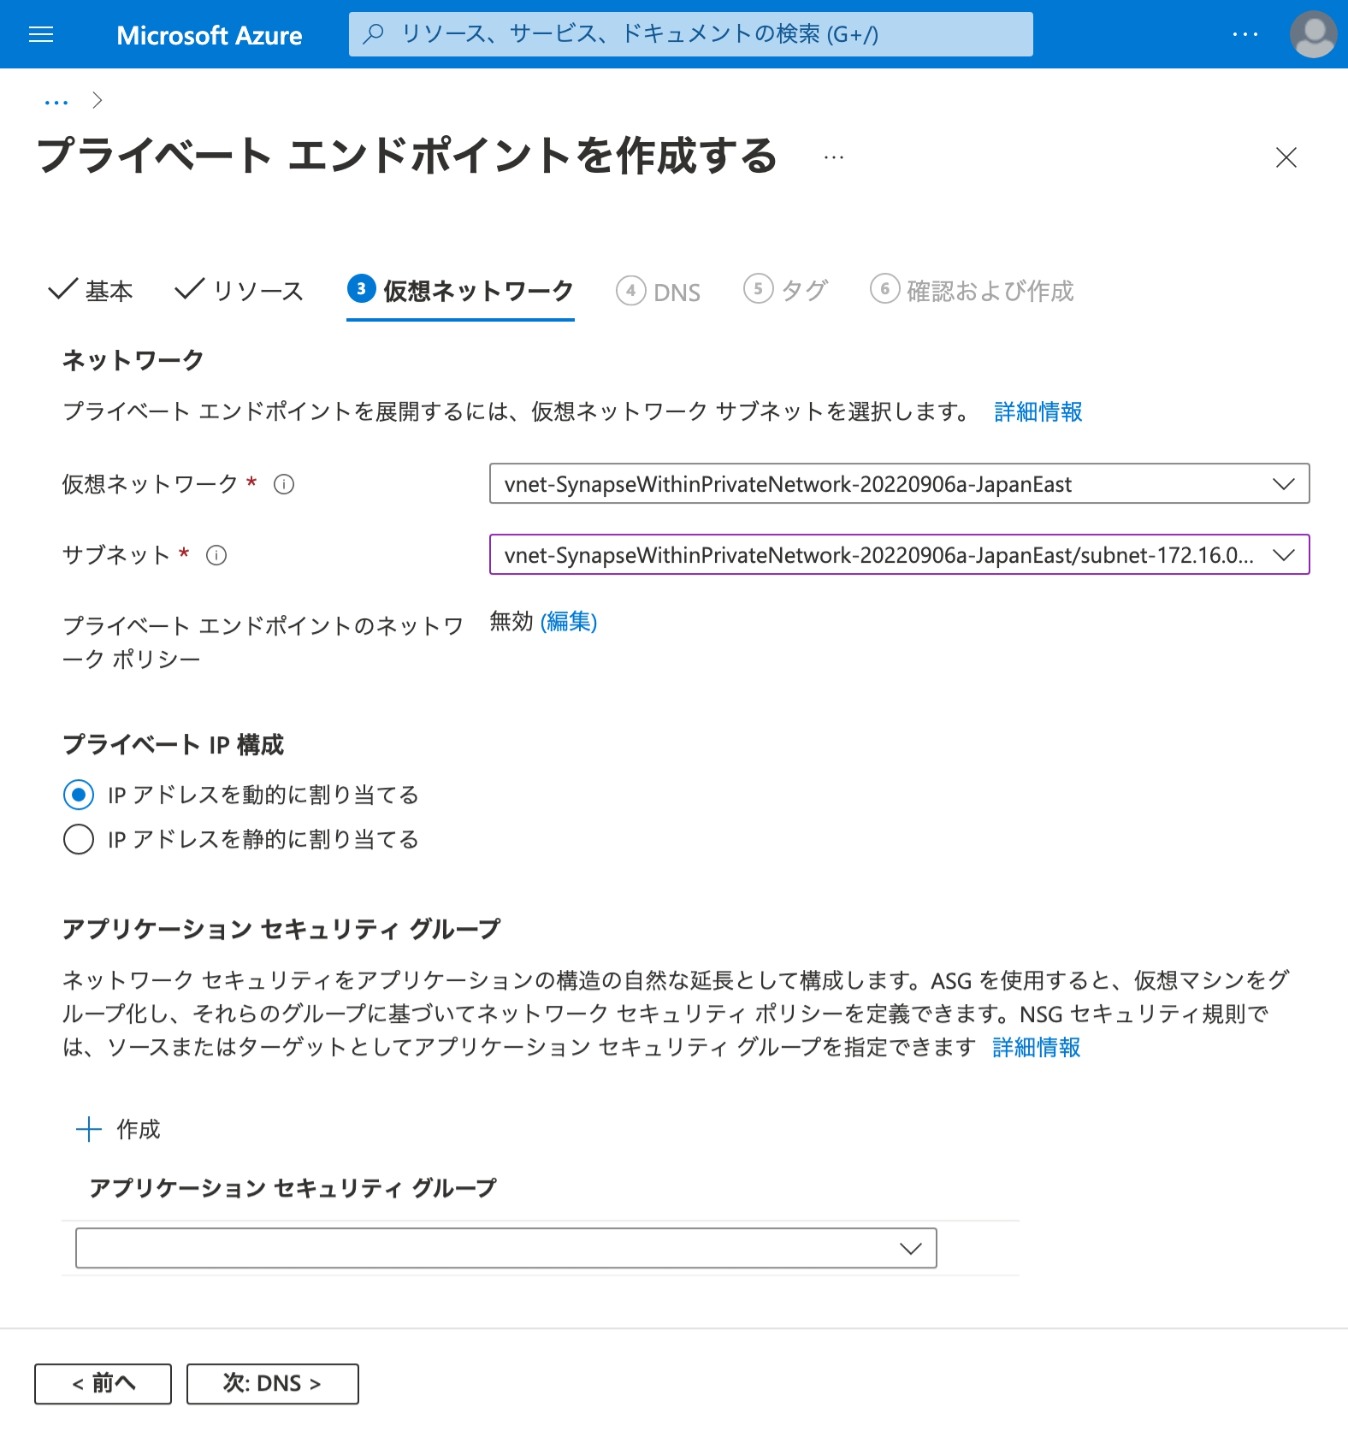 Microsoft Azure
リソース、サービス、ドキュメントの検索 (G+/)
...
... >
プライベート エンドポイントを作成する ...
基本 リソース 3 仮想ネットワーク 4 DNS 5 タグ 6 確認および作成
ネットワーク
プライベート エンドポイントを展開するには、仮想ネットワーク サブネットを選択します。 詳細情報
仮想ネットワーク *
vnet-SynapseWithinPrivateNetwork-20220906a-JapanEast
サブネット *
vnet-SynapseWithinPrivateNetwork-20220906a-JapanEast/subnet-172.16.0...
プライベート エンドポイントのネットワ
ーク ポリシー
無効 (編集)
プライベート IP 構成
IP アドレスを動的に割り当てる
IP アドレスを静的に割り当てる
アプリケーション セキュリティ グループ
ネットワーク セキュリティをアプリケーションの構造の自然な延長として構成します。ASG を使用すると、仮想マシンをグ
ループ化し、それらのグループに基づいてネットワーク セキュリティ ポリシーを定義できます。NSG セキュリティ規則で
は、ソースまたはターゲットとしてアプリケーション セキュリティ グループを指定できます 詳細情報
作成
アプリケーション セキュリティ グループ
< 前へ
次: DNS >